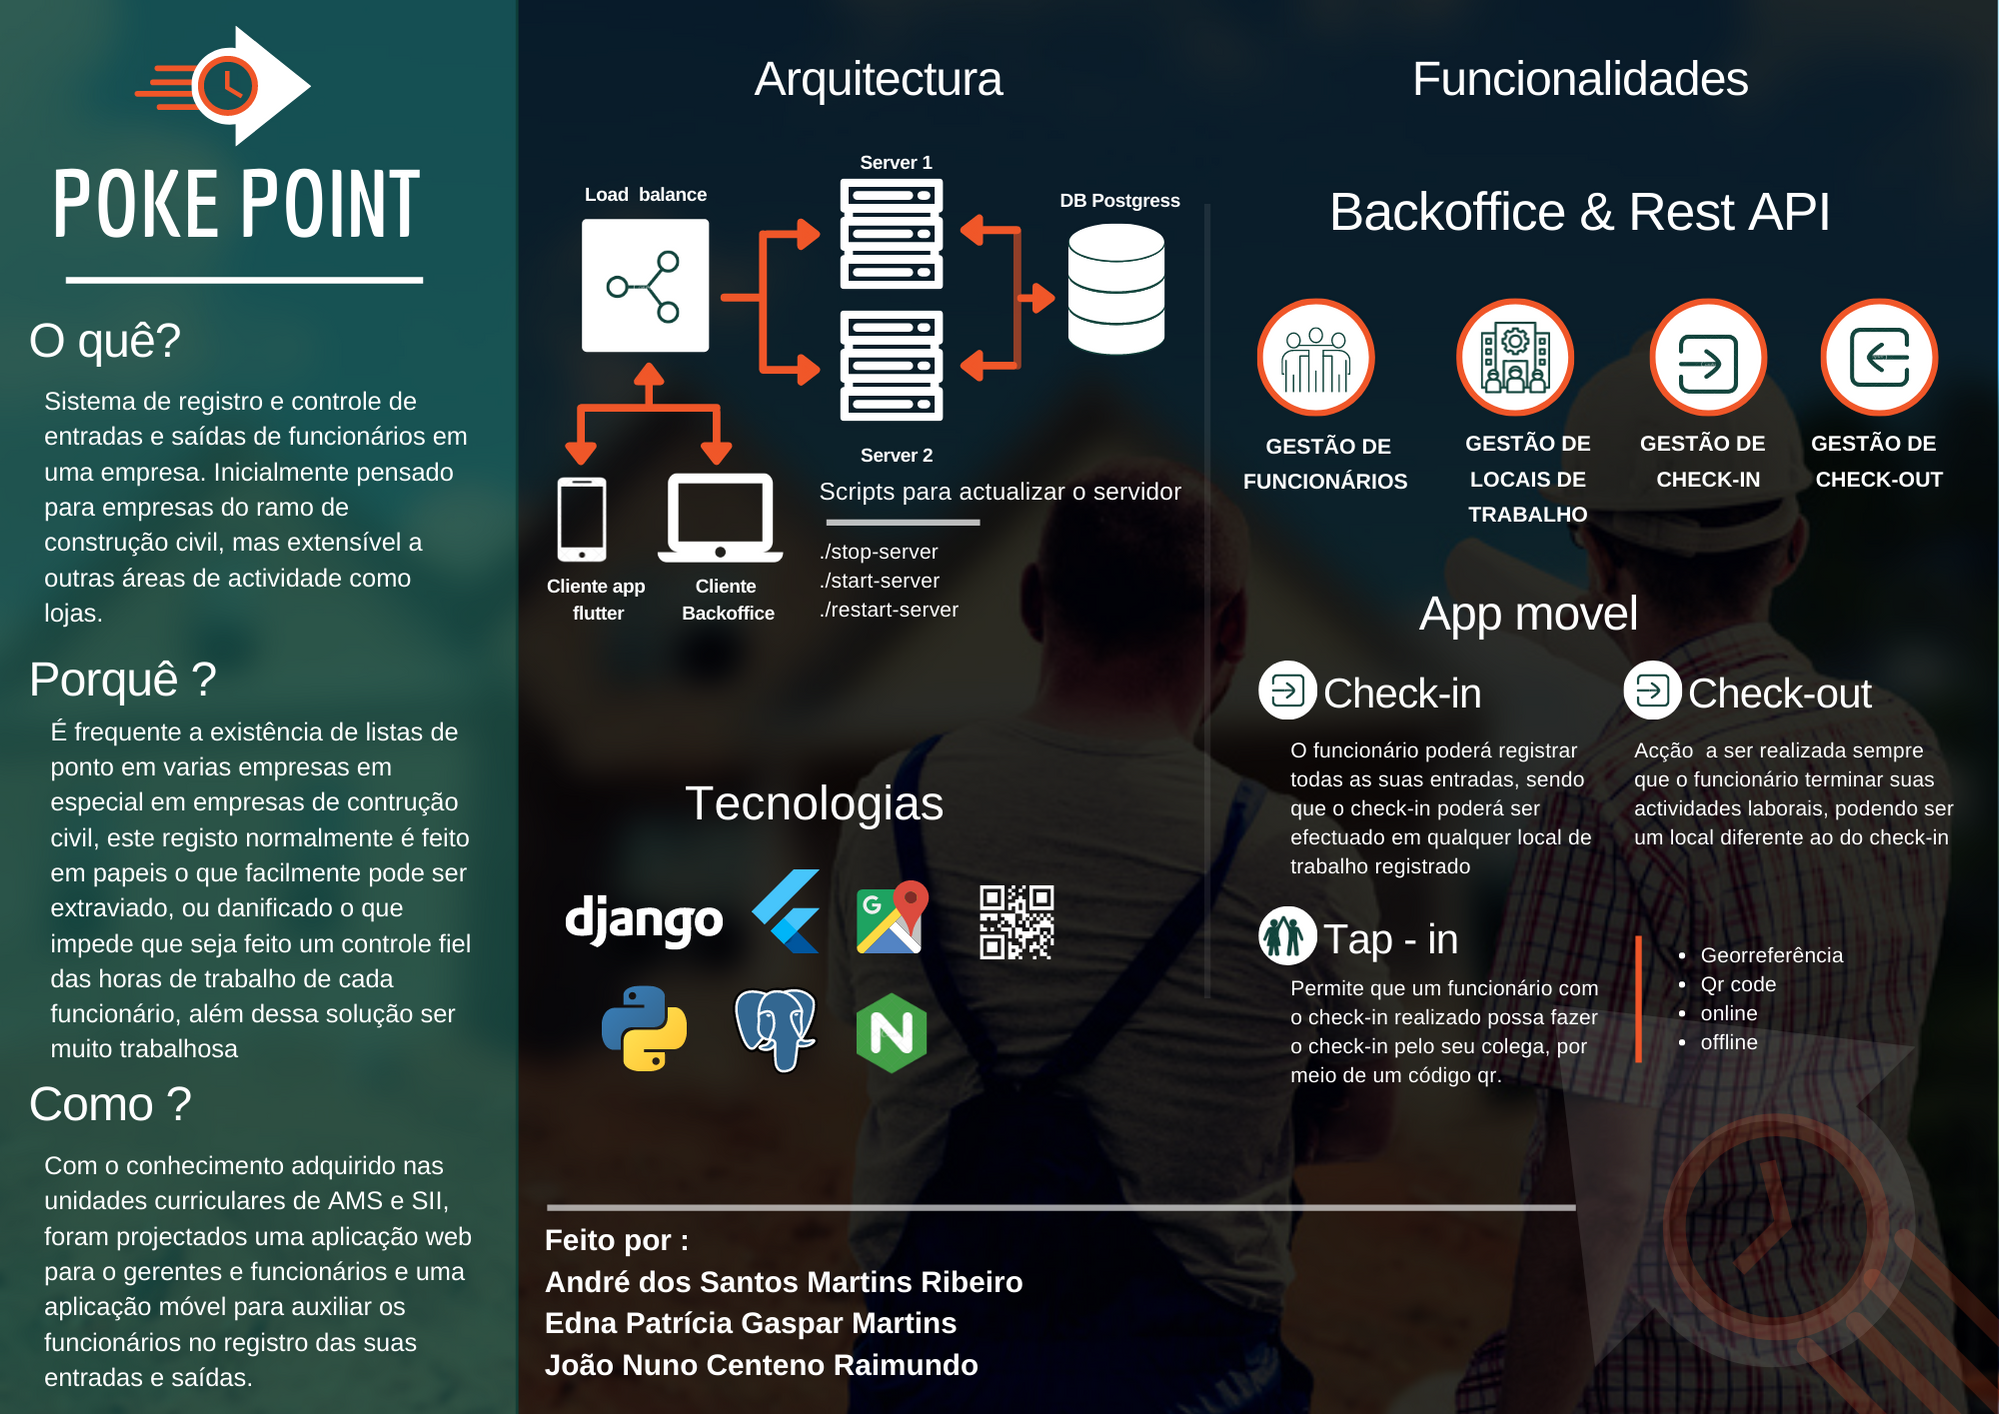 POKE POINT
O quê?
Sistema de registro e controle de
entradas e saídas de funcionários em
uma empresa. Inicialmente pensado
para empresas do ramo de
construção civil, mas extensível a
outras áreas de actividade como
lojas.
Porquê ?
É frequente a existência de listas de
ponto em varias empresas em
especial em empresas de contrução
civil, este registo normalmente é feito
em papeis o que facilmente pode ser
extraviado, ou danificado o que
impede que seja feito um controle fiel
das horas de trabalho de cada
funcionário, além dessa solução ser
muito trabalhosa
Como ?
Com o conhecimento adquirido nas
unidades curriculares de AMS e SII,
foram projectados uma aplicação web
para o gerentes e funcionários e uma
aplicação móvel para auxiliar os
funcionários no registro das suas
entradas e saídas.
Arquitectura
Load balance
Server 1
DB Postgress
Server 2
Cliente app
flutter
Cliente
Backoffice
Scripts para actualizar o servidor
./stop-server
./start-server
./restart-server
Tecnologias
django
G
N
Funcionalidades
Backoffice & Rest API
GESTÃO DE
FUNCIONÁRIOS
GESTÃO DE
LOCAIS DE
TRABALHO
GESTÃO DE
CHECK-IN
GESTÃO DE
CHECK-OUT
App movel
Check-in
O funcionário poderá registrar
todas as suas entradas, sendo
que o check-in poderá ser
efectuado em qualquer local de
trabalho registrado
Check-out
Acção a ser realizada sempre
que o funcionário terminar suas
actividades laborais, podendo ser
um local diferente ao do check-in
Tap - in
Permite que um funcionário com
o check-in realizado possa fazer
o check-in pelo seu colega, por
meio de um código qr.
• Georreferência
• Qr code
• online
• offline
Feito por :
André dos Santos Martins Ribeiro
Edna Patrícia Gaspar Martins
João Nuno Centeno Raimundo